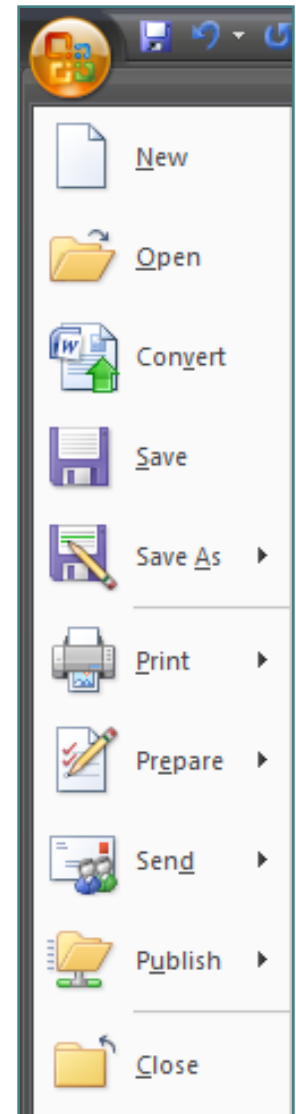 New
Open
W
Convert
Save
Save As
Print
Prepare
Send
Publish
Close